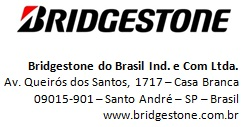 BRIDGESTONE
Bridgestone do Brasil Ind. e Com Ltda.
Av. Queirós dos Santos, 1717 – Casa Branca
09015-901 – Santo André – SP – Brasil
www.bridgestone.com.br